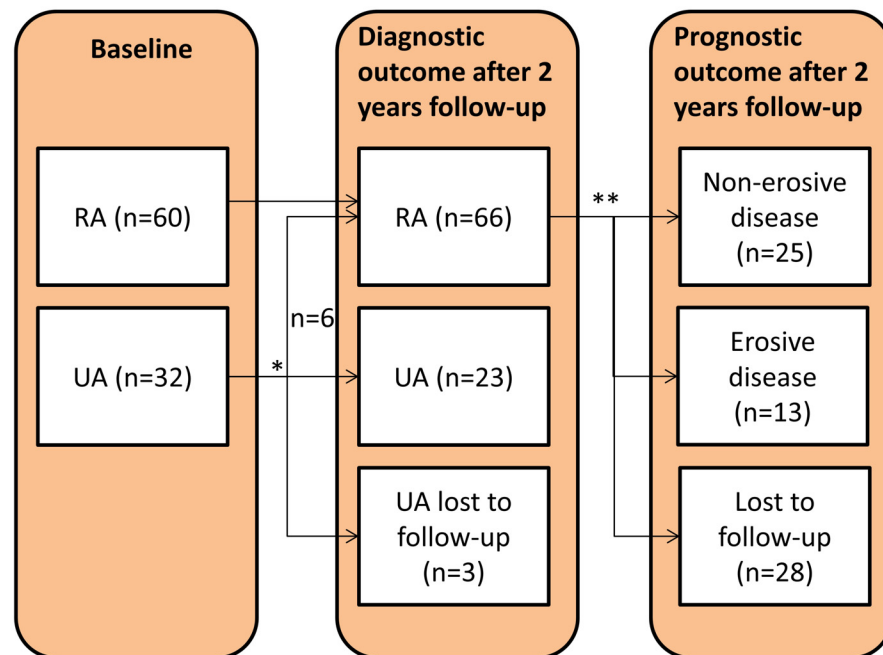 Baseline
RA (n=60)
UA (n=32)
*
n=6
Diagnostic
outcome after 2
years follow-up
RA (n=66)
UA (n=23)
UA lost to
follow-up
(n=3)
**
Prognostic
outcome after 2
years follow-up
Non-erosive
disease
(n=25)
Erosive
disease
(n=13)
Lost to
follow-up
(n=28)